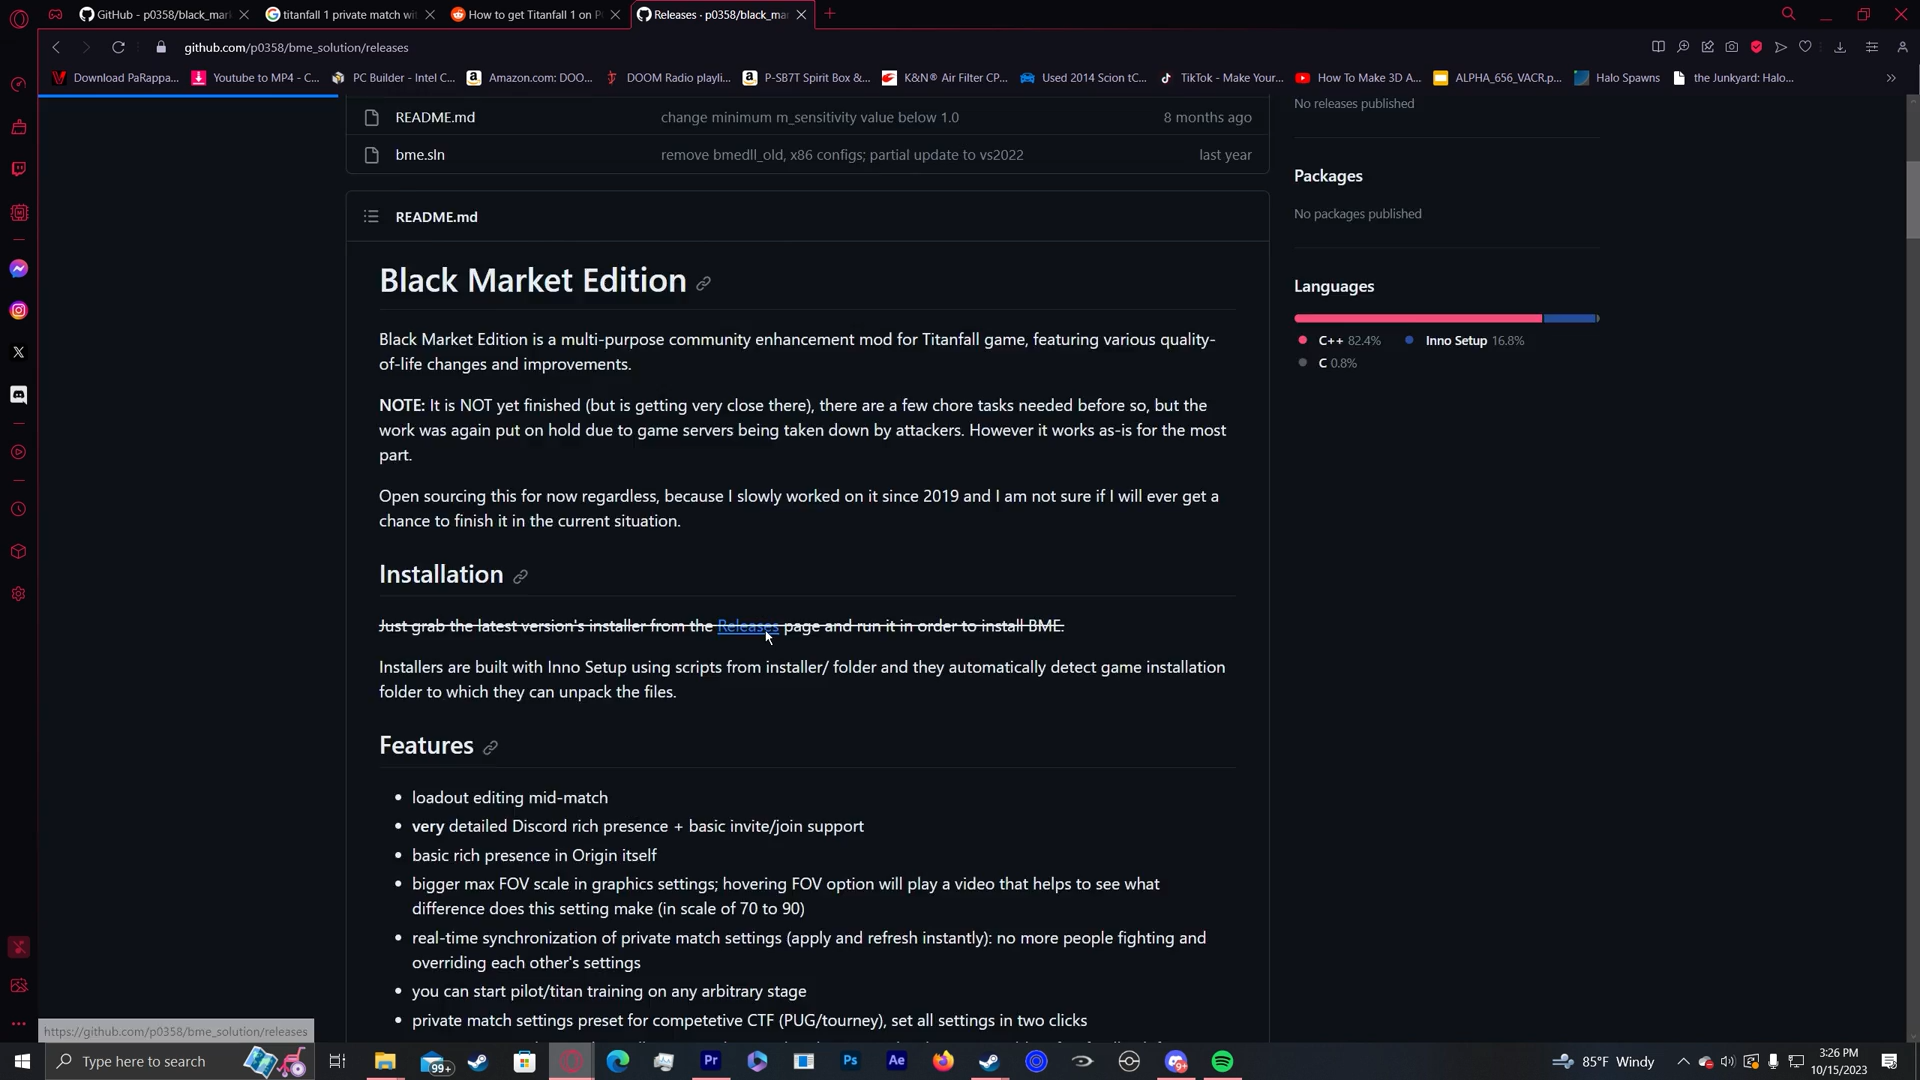 GitHub - p0358/black_mar
titanfall 1 private match wi
How to get Titanfall 1 on P
Releases - p0358/black_ma
github.com/p0358/bme_solution/releases
Download PaRappa...
Youtube to MP4 - C...
PC Builder - Intel C...
Amazon.com: DOO...
DOOM Radio playli...
P-SB7T Spirit Box &...
K&N® Air Filter CP...
Used 2014 Scion tC...
TikTok - Make Your...
How To Make 3D A...
ALPHA_656_VACR.p...
Halo Spawns
the Junkyard: Halo...
No releases published
README.md change minimum m_sensitivity value below 1.0 8 months ago
bme.sln remove bmedll_old, x86 configs; partial update to vs2022 last year
Packages
No packages published
README.md
Languages
C++ 82.4% Inno Setup 16.8%
C 0.8%
Black Market Edition
Black Market Edition is a multi-purpose community enhancement mod for Titanfall game, featuring various quality-
of-life changes and improvements.
NOTE: It is NOT yet finished (but is getting very close there), there are a few chore tasks needed before so, but the
work was again put on hold due to game servers being taken down by attackers. However it works as-is for the most
part.
Open sourcing this for now regardless, because I slowly worked on it since 2019 and I am not sure if I will ever get a
chance to finish it in the current situation.
Installation
Just grab the latest version's installer from the Releases page and run it in order to install BME.
Installers are built with Inno Setup using scripts from installer/ folder and they automatically detect game installation
folder to which they can unpack the files.
Features
loadout editing mid-match
very detailed Discord rich presence + basic invite/join support
basic rich presence in Origin itself
bigger max FOV scale in graphics settings; hovering FOV option will play a video that helps to see what
difference does this setting make (in scale of 70 to 90)
real-time synchronization of private match settings (apply and refresh instantly): no more people fighting and
overriding each other's settings
you can start pilot/titan training on any arbitrary stage
private match settings preset for competetive CTF (PUG/tourney), set all settings in two clicks
https://github.com/p0358/bme_solution/releases
Type here to search
99+
Pr
Ps
Ae
85°F Windy
3:26 PM
10/15/2023